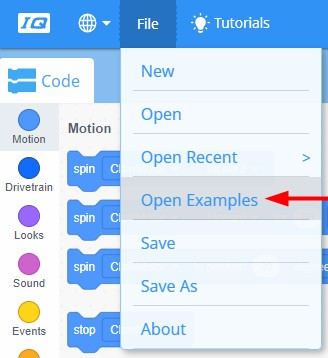 IQ File Tutorials
Code
New
Motion
Open
Motion
Open Recent >
spin
Drivetrain
Open Examples
spin
Looks
Save
spin
Sound
Save As
Events
stop
About